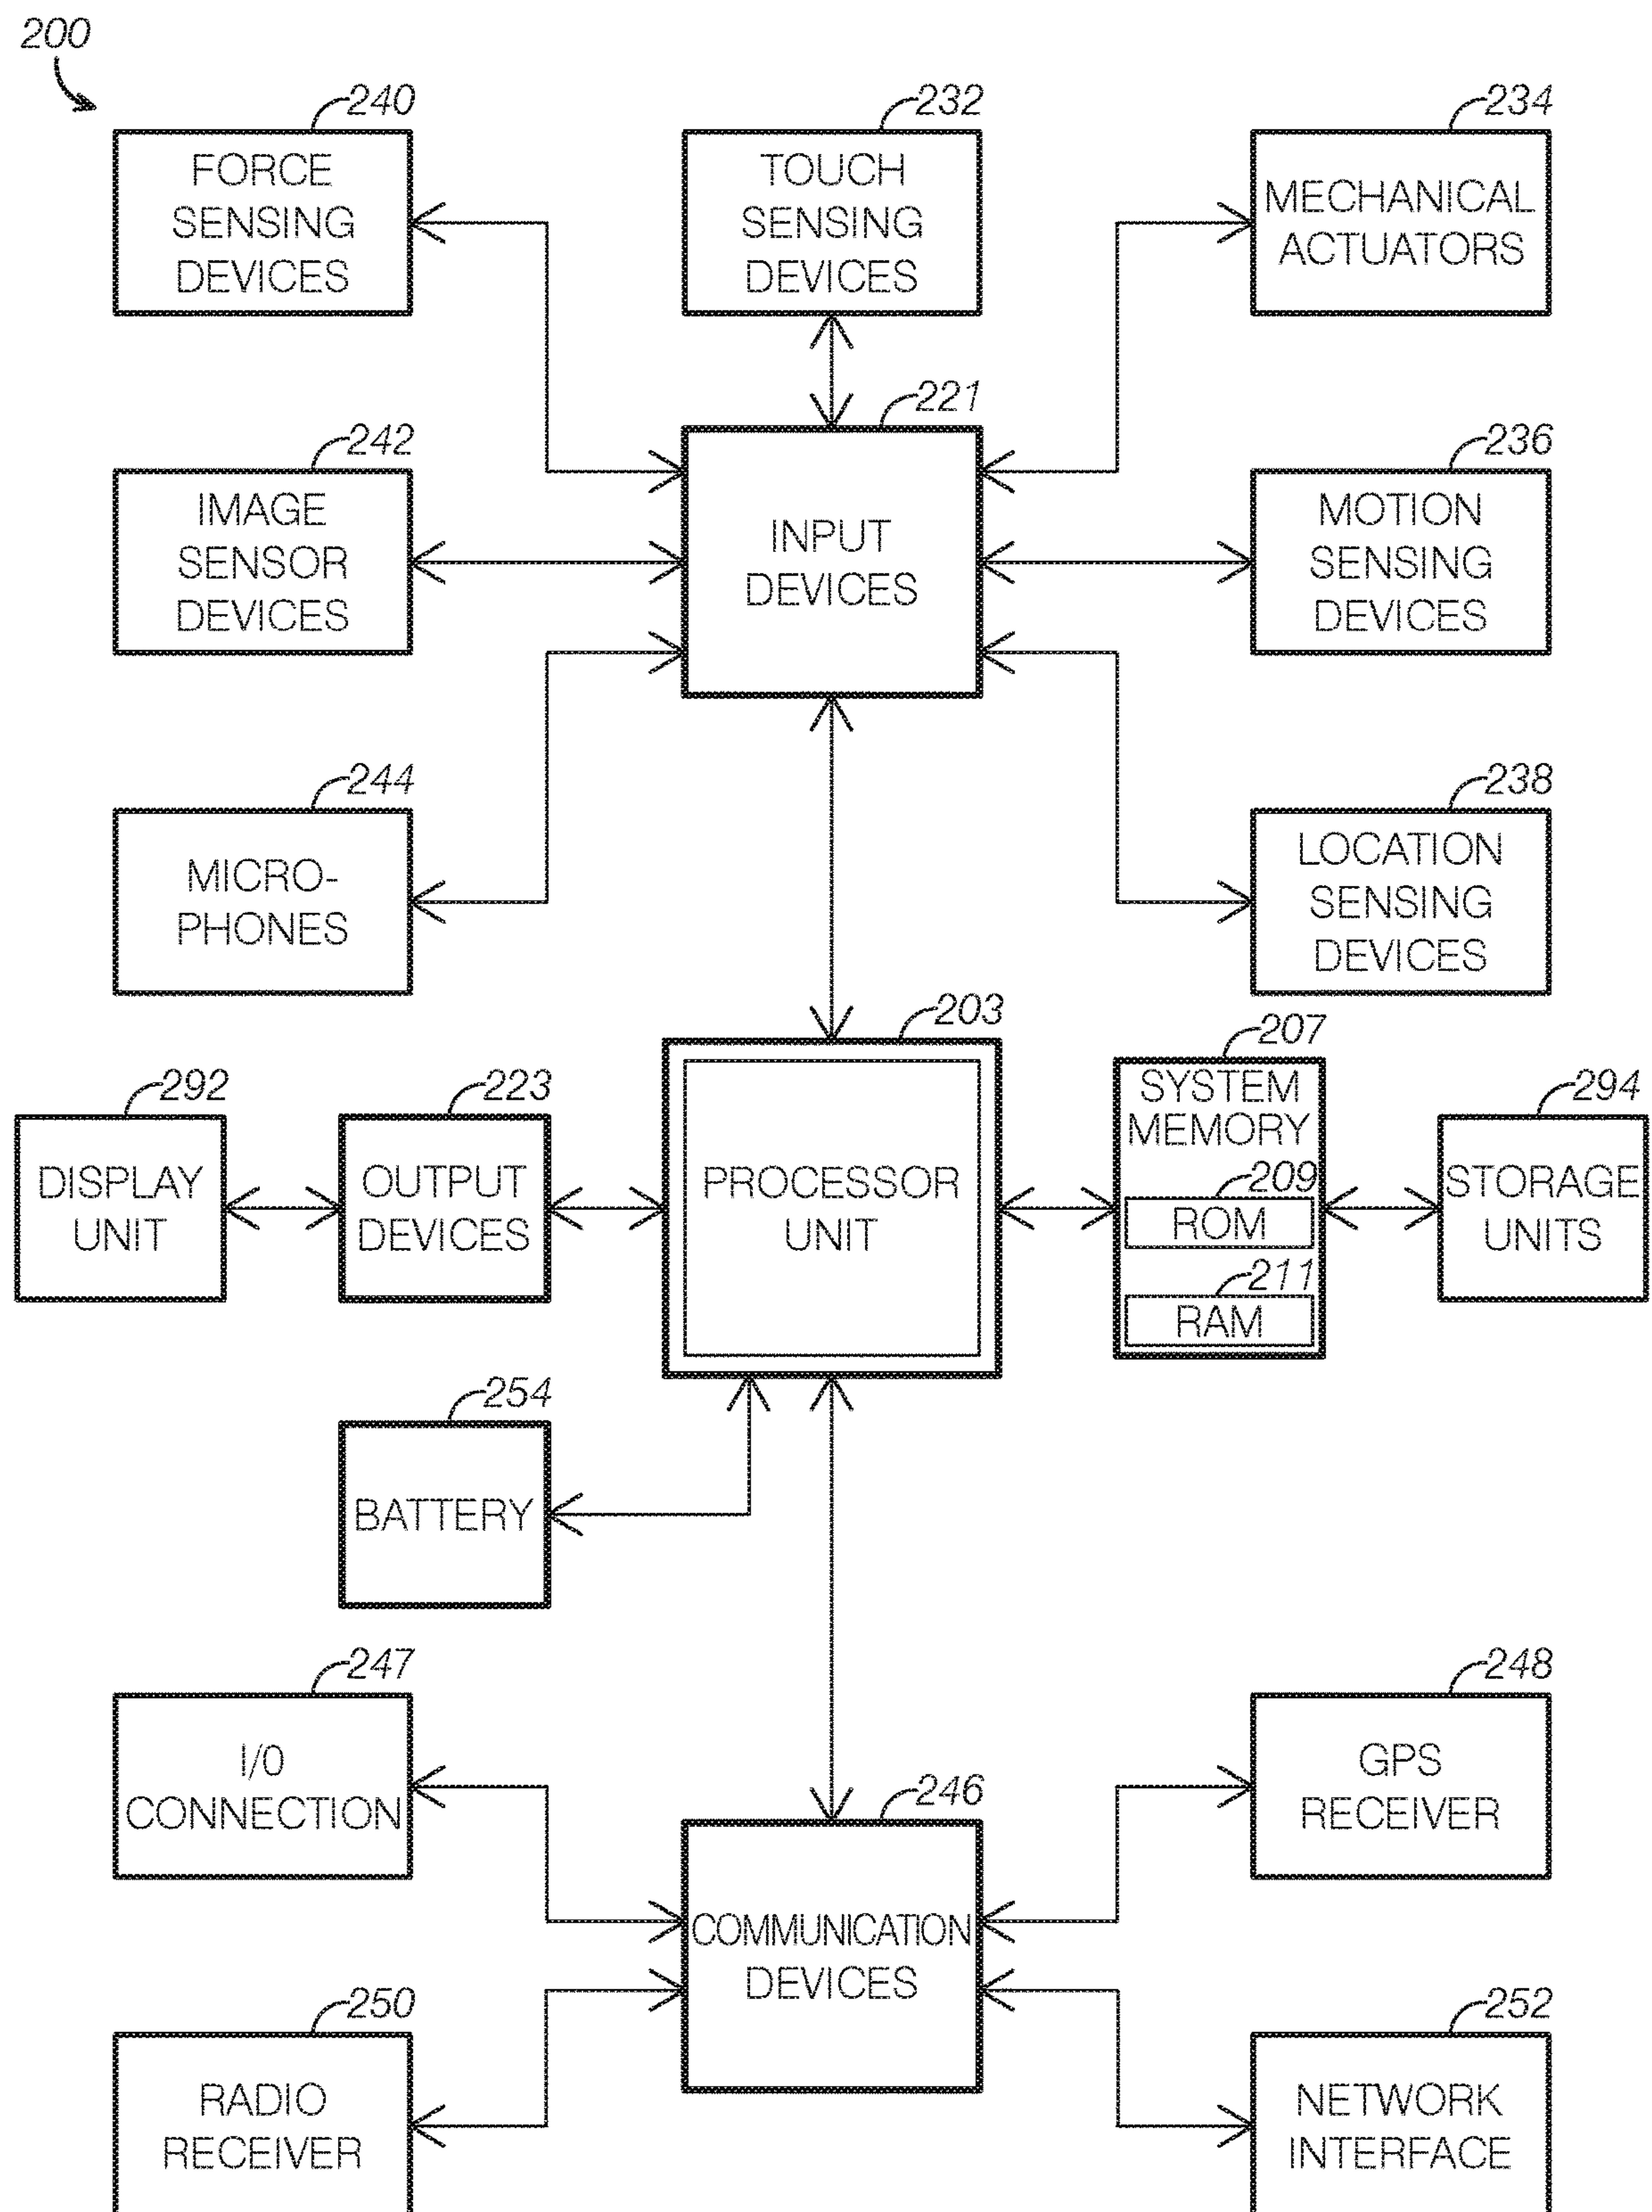 200
240
FORCE
SENSING
DEVICES
232
TOUCH
SENSING
DEVICES
234
MECHANICAL
ACTUATORS
242
IMAGE
SENSOR
DEVICES
221
INPUT
DEVICES
236
MOTION
SENSING
DEVICES
244
MICRO-
PHONES
238
LOCATION
SENSING
DEVICES
292
DISPLAY
UNIT
223
OUTPUT
DEVICES
203
PROCESSOR
UNIT
207
SYSTEM
MEMORY
209
ROM
211
RAM
294
STORAGE
UNITS
254
BATTERY
247
I/0
CONNECTION
246
COMMUNICATION
DEVICES
248
GPS
RECEIVER
250
RADIO
RECEIVER
252
NETWORK
INTERFACE